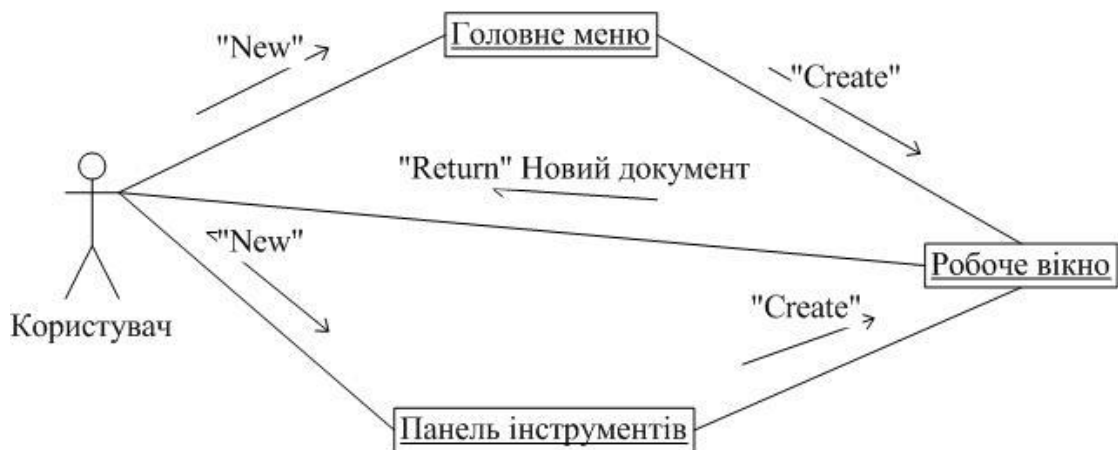 Головне меню
"New"
"Create"
"Return" Новий документ
"New"
Робоче вікно
"Create"
Користувач
Панель інструментів